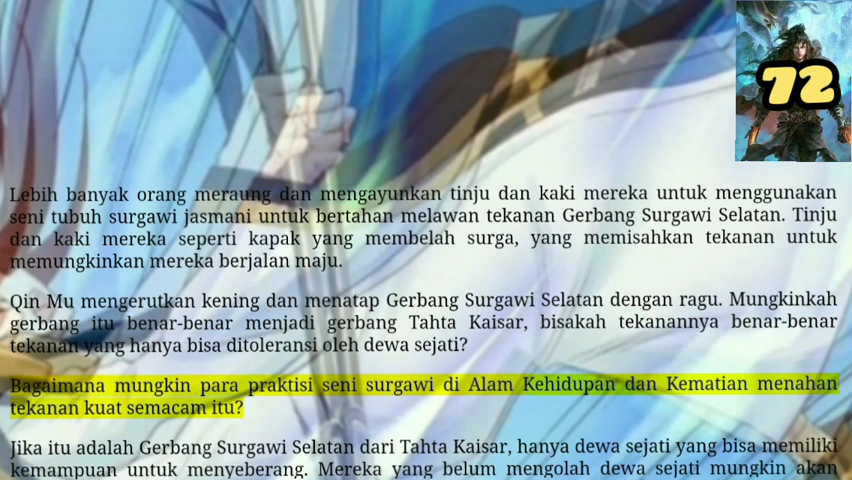 72
Lebih banyak orang meraung dan mengayunkan tinju dan kaki mereka untuk menggunakan
seni tubuh surgawi jasmani untuk bertahan melawan tekanan Gerbang Surgawi Selatan. Tinju
dan kaki mereka seperti kapak yang membelah surga, yang memisahkan tekanan untuk
memungkinkan mereka berjalan maju.
Qin Mu mengerutkan kening dan menatap Gerbang Surgawi Selatan dengan ragu. Mungkinkah
gerbang itu benar-benar menjadi gerbang Tahta Kaisar, bisakah tekanannya benar-benar
tekanan yang hanya bisa ditoleransi oleh dewa sejati?
Bagaimana mungkin para praktisi seni surgawi di Alam Kehidupan dan Kematian menahan
tekanan kuat semacam itu?
Jika itu adalah Gerbang Surgawi Selatan dari Tahta Kaisar, hanya dewa sejati yang bisa memiliki
kemampuan untuk menyeberang. Mereka yang belum mengolah dewa sejati mungkin akan